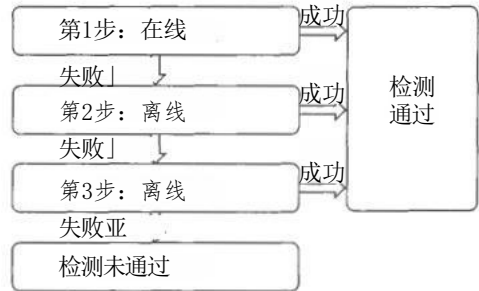 第1步：在线
成功
失败」
第2步：离线
成功
检测
通过
失败」
第3步：离线
成功
失败亚
检测未通过